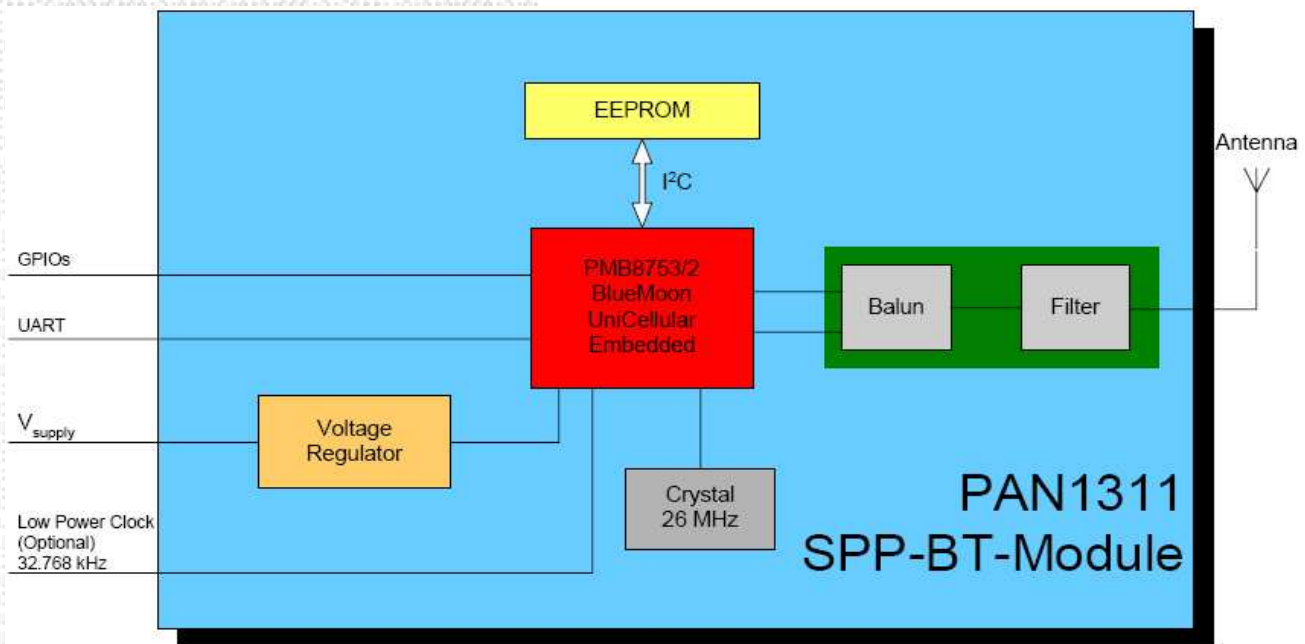 EEPROM
I²C
Antenna
GPIOs
UART
PMB8753/2
BlueMoon
UniCellular
Embedded
Balun
Filter
Vsupply
Voltage
Regulator
Crystal
26 MHz
Low Power Clock
(Optional)
32.768 kHz
PAN1311
SPP-BT-Module